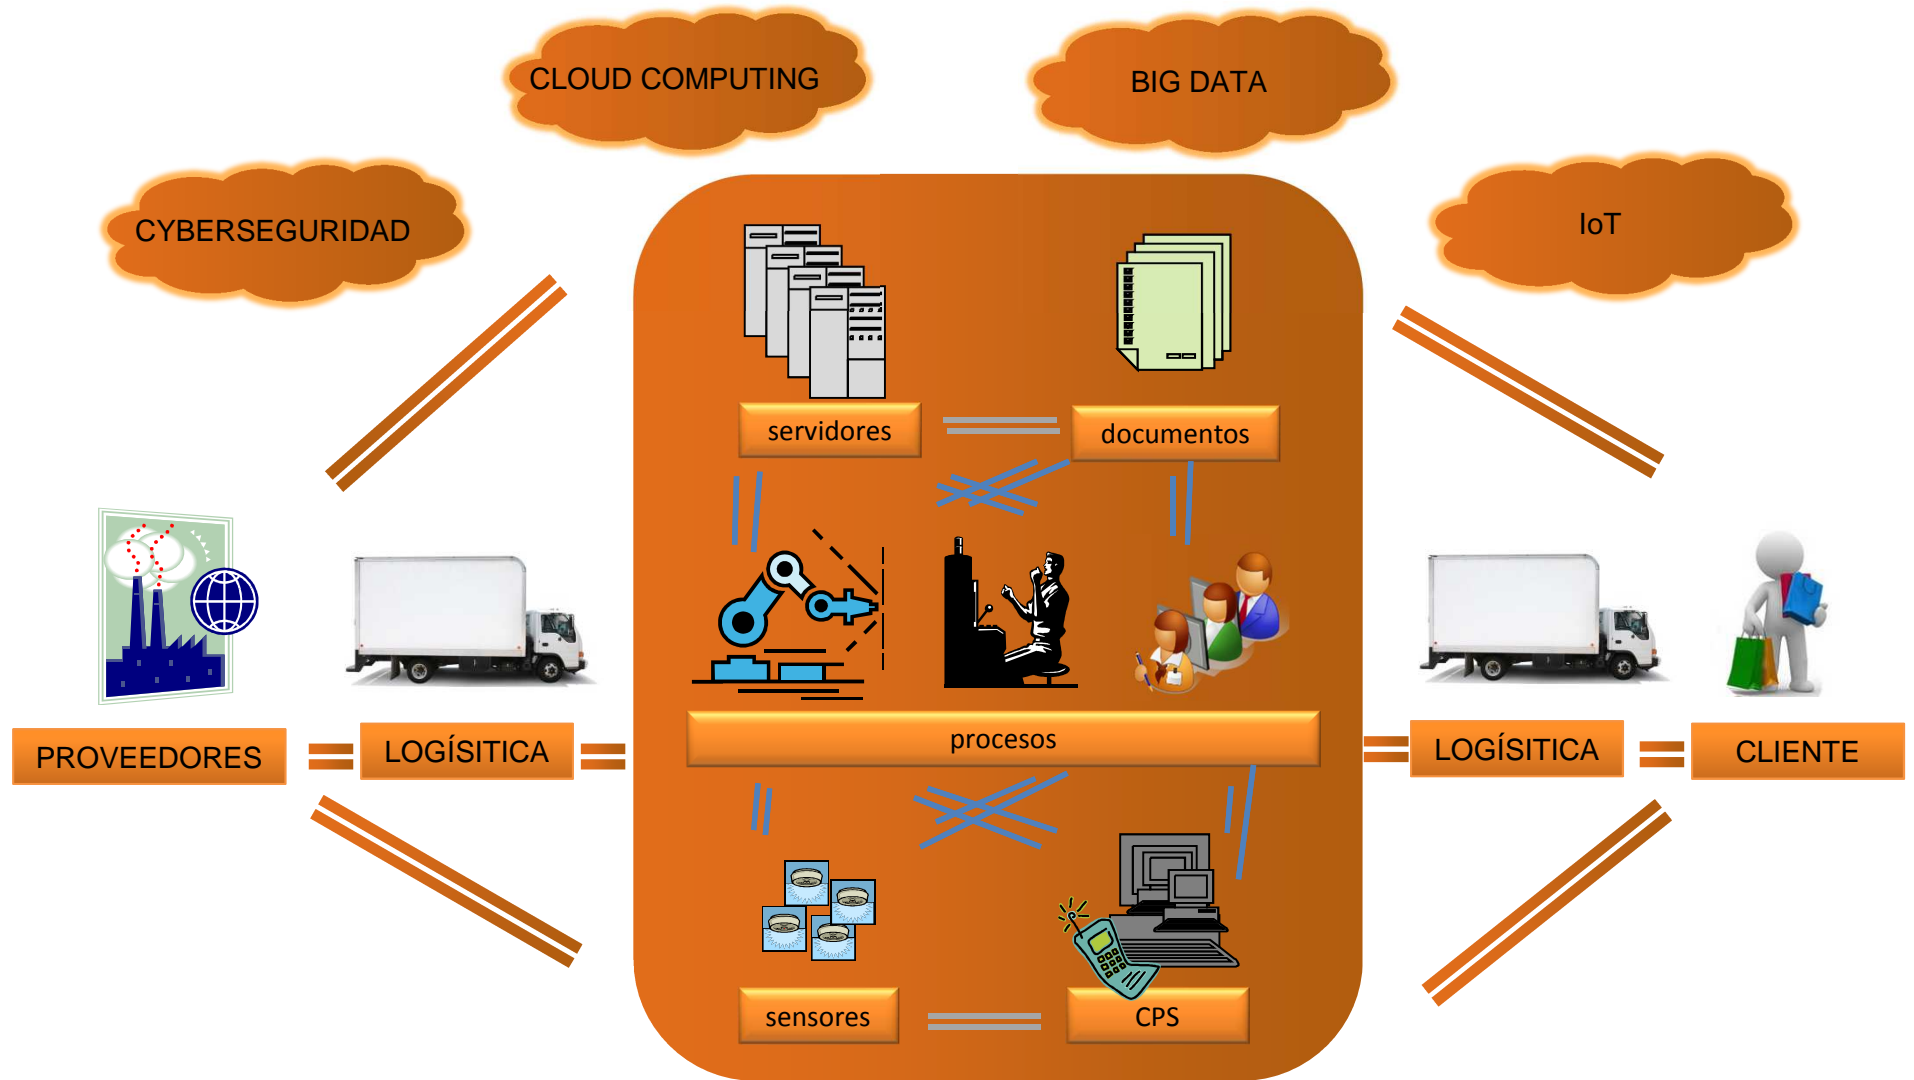 CLOUD COMPUTING
BIG DATA
CYBERSEGURIDAD
IoT
servidores
documentos
procesos
PROVEEDORES
LOGÍSITICA
LOGÍSITICA
CLIENTE
sensores
CPS